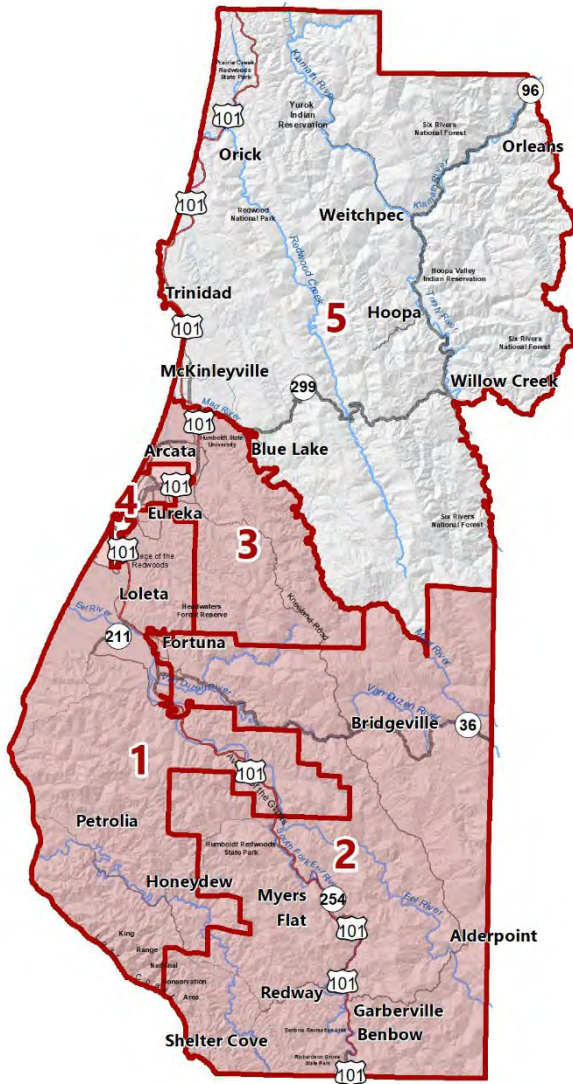 Prairie Creek
Redwoods
State Park
Klamath River
96
101
Yurok
Indian
Reservation
Six Rivers
National Forest
Orick
Orleans
Klamath River
101
Redwood
National Park
Weitchpec
Redwood Creek
Hoopa Valley
Indian Reservation
Trinity River
Trinidad
5
Hoopa
101
Six Rivers
National Forest
McKinleyville
299
Willow Creek
Mad River
101
Humboldt State
University
Arcata
Blue Lake
4
101
Eureka
Six Rivers
National Forest
3
101
College of the
Redwoods
Loleta
Kneeland Road
Headwaters
Forest Reserve
Eel River
211
Fortuna
Mad River
Van Duzen River
Van Duzen River
Bridgeville
36
1
101
Avenue of the Giants
Petrolia
Humboldt Redwoods
State Park
South Fork Eel River
2
Honeydew
Myers
Flat
254
Eel River
101
Alderpoint
King
Range
National
Conservation
Area
101
Redway
Garberville
Benbow
Shelter Cove
Richardson Grove
State Park
101